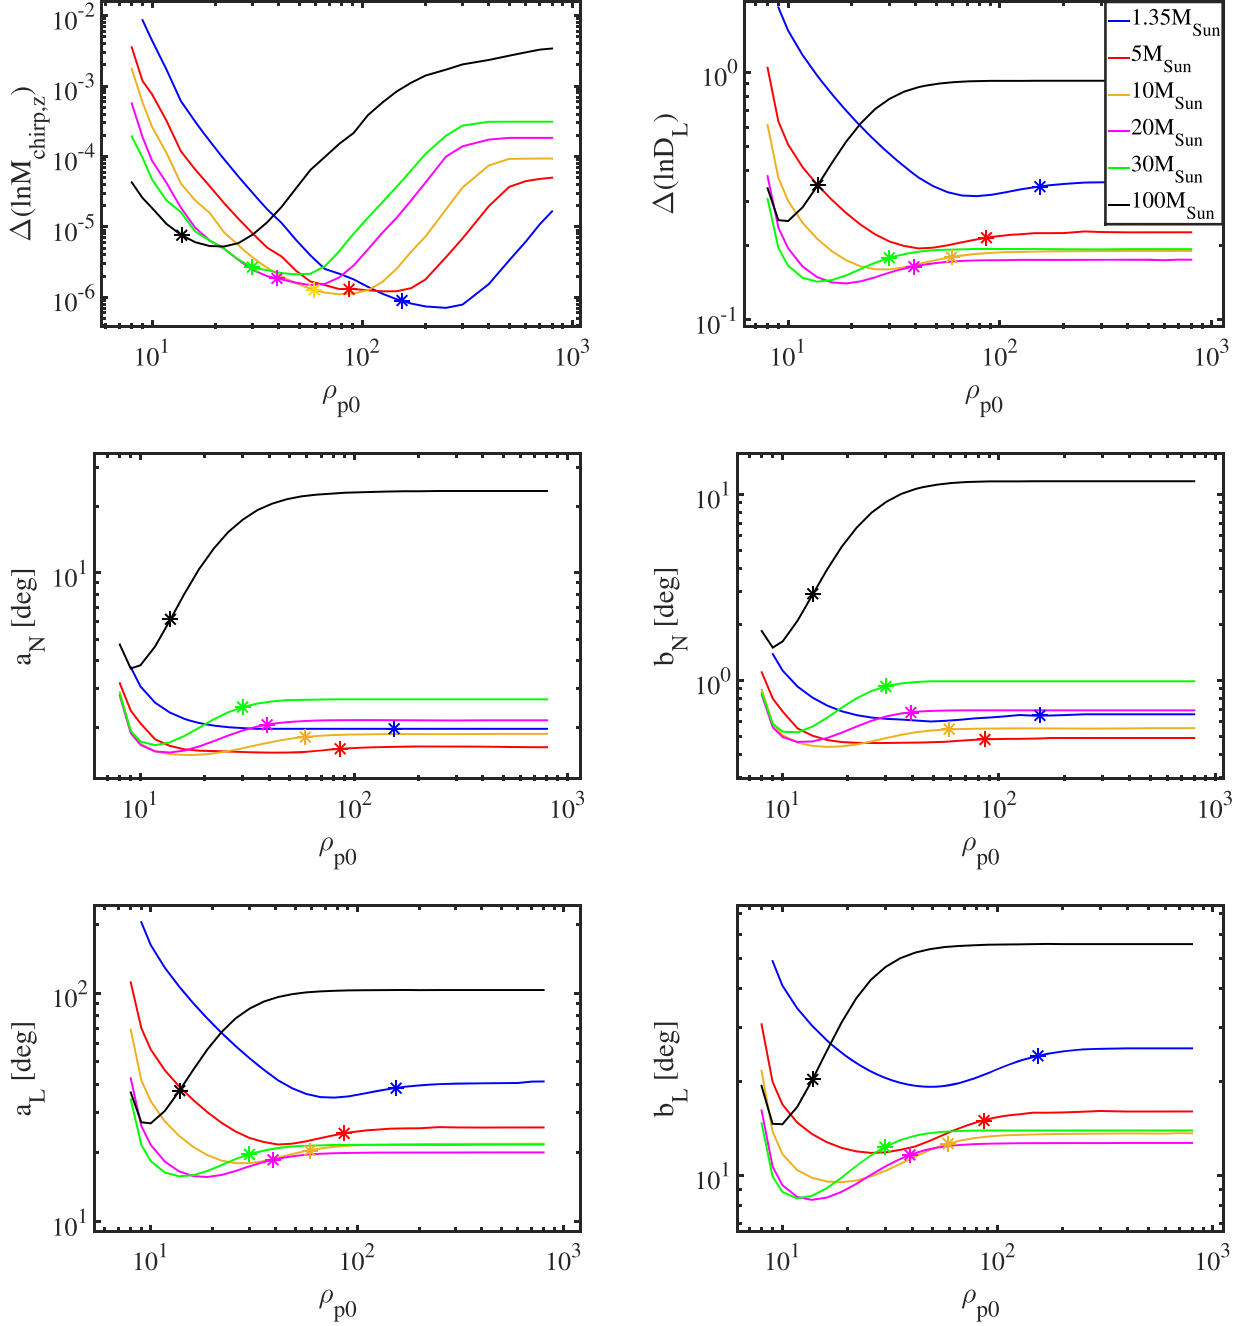 10^-2
10^-3
10^-4
10^-5
10^-6
Δ(lnM_chirp,z)
10^1
10^2
10^3
ρ_p0
10^0
10^-1
Δ(lnD_L)
10^1
10^2
10^3
ρ_p0
1.35M_Sun
5M_Sun
10M_Sun
20M_Sun
30M_Sun
100M_Sun
10^1
a_N [deg]
10^1
10^2
10^3
ρ_p0
10^1
10^0
b_N [deg]
10^1
10^2
10^3
ρ_p0
10^2
10^1
a_L [deg]
10^1
10^2
10^3
ρ_p0
10^1
b_L [deg]
10^1
10^2
10^3
ρ_p0